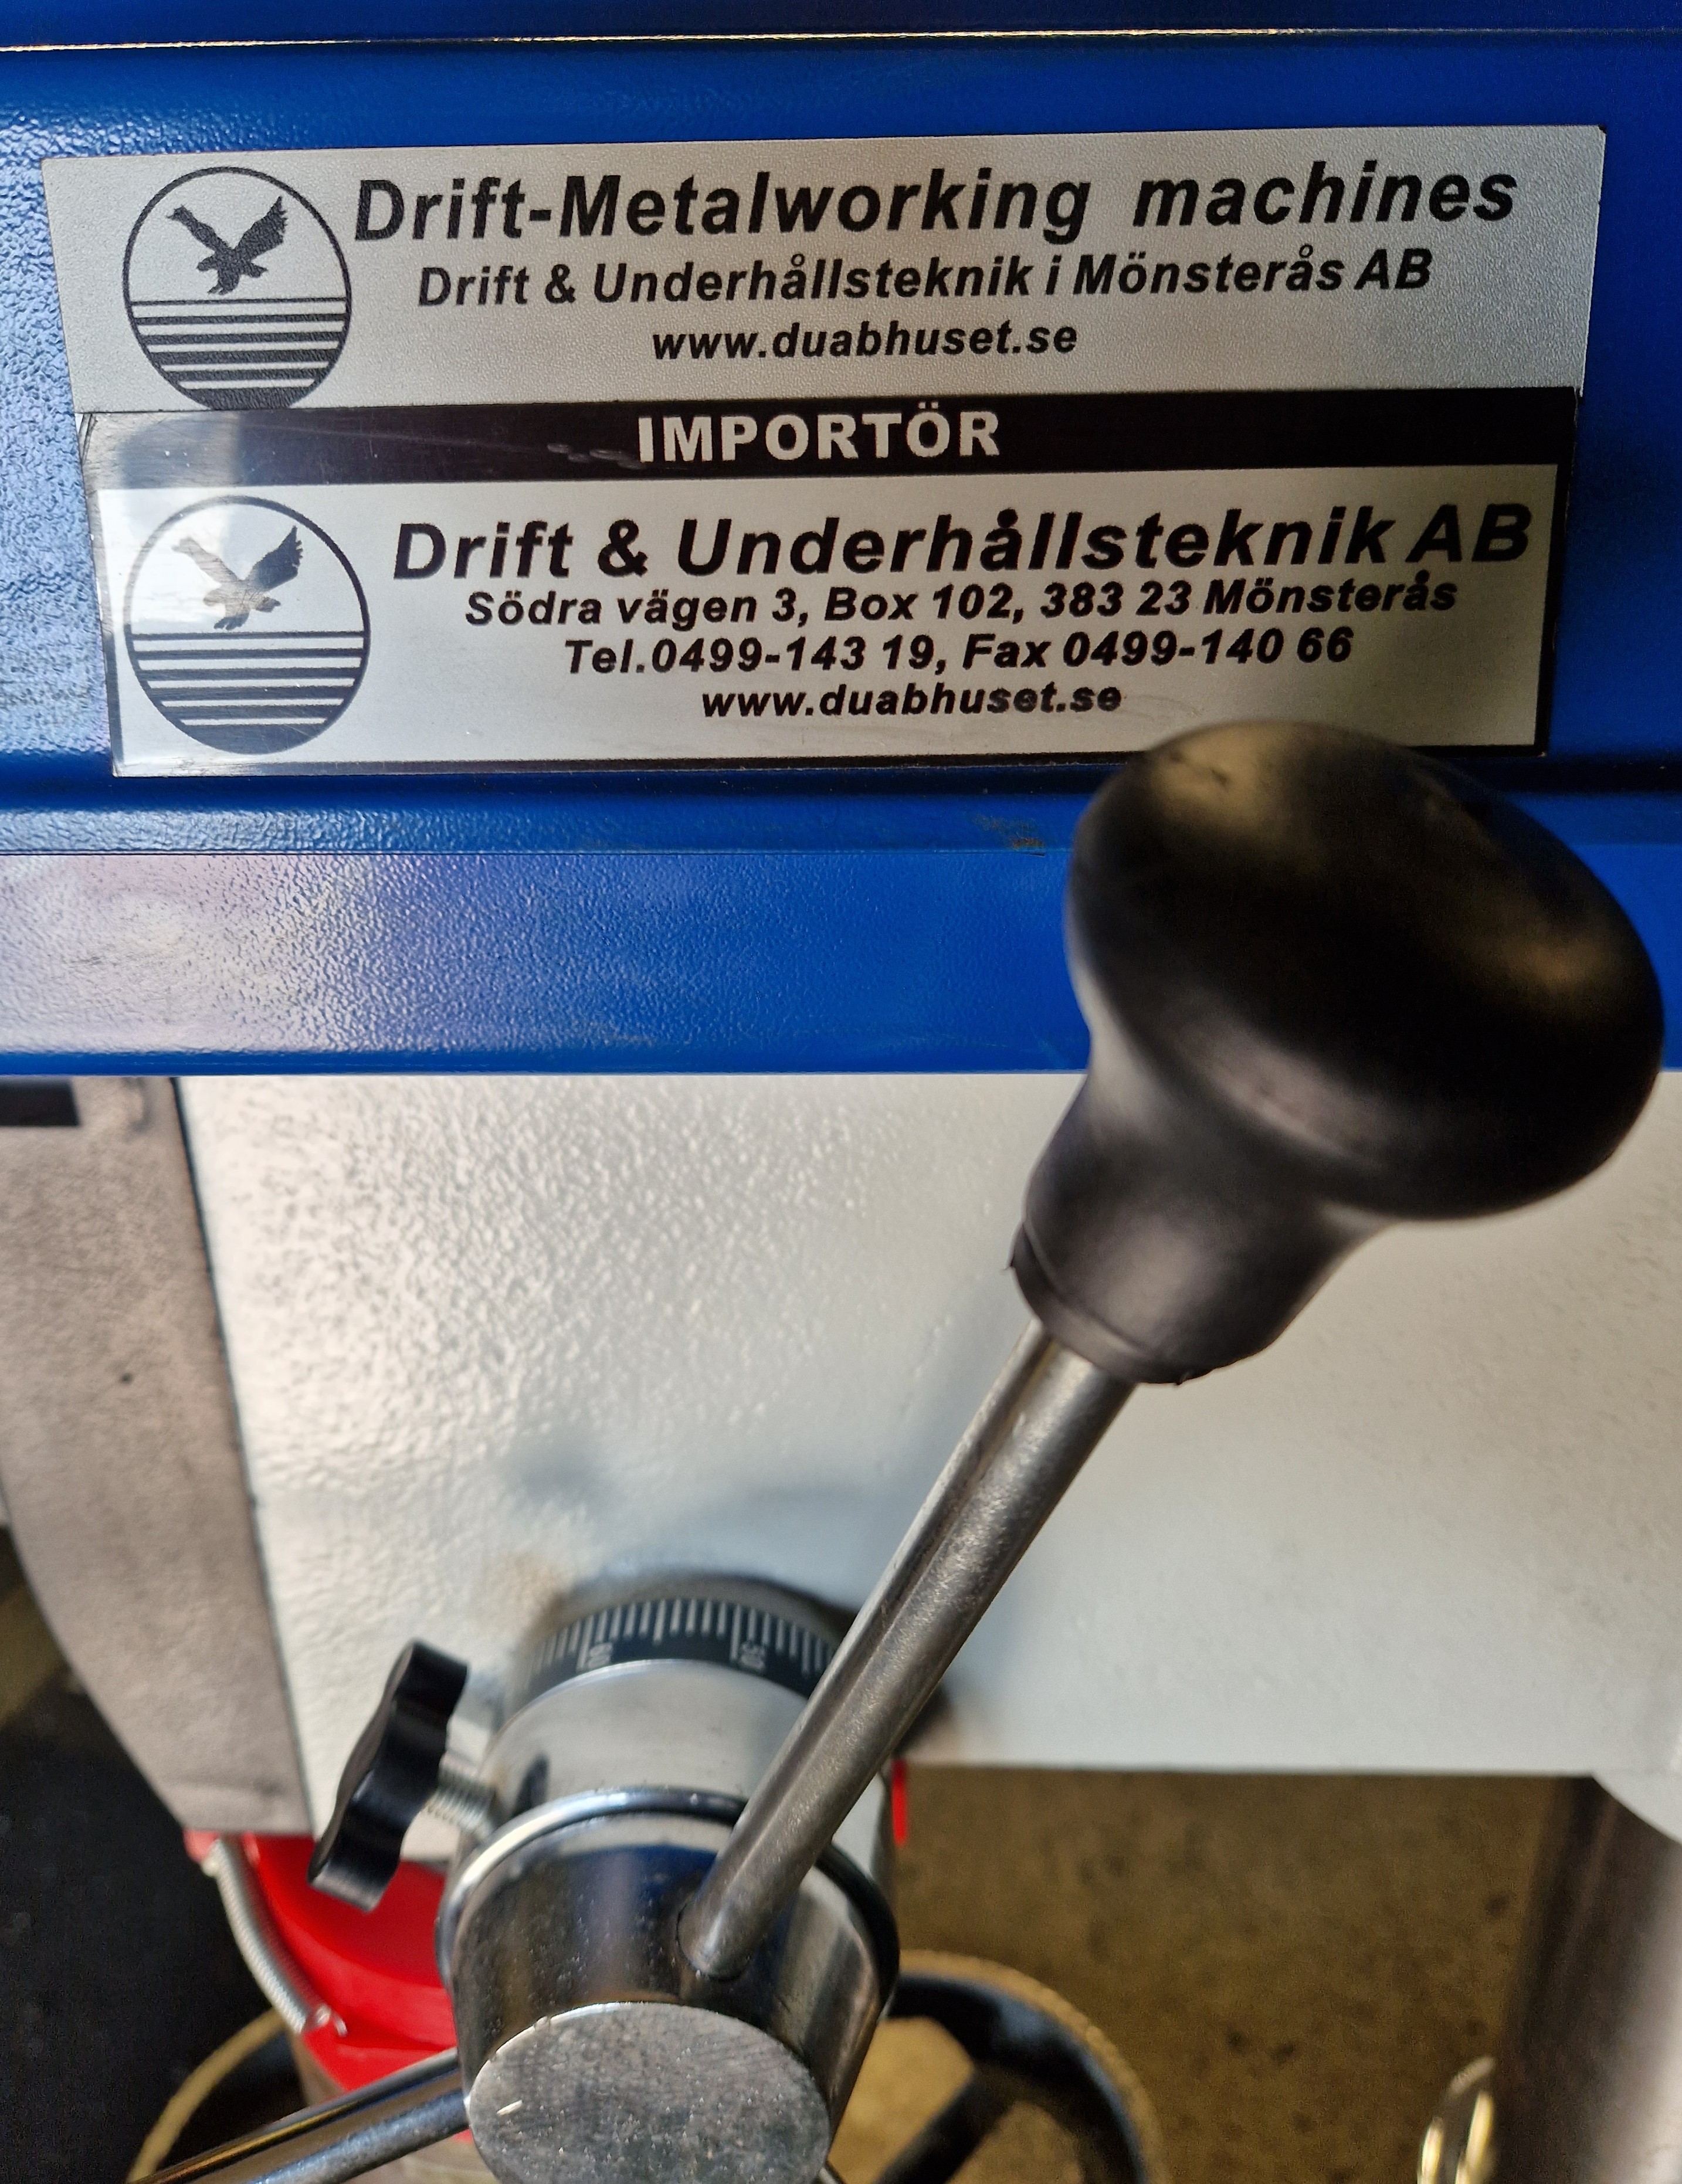 Drift-Metalworking machines
Drift & Underhållsteknik i Mönsterås AB
www.duabhuset.se
IMPORTÖR
Drift & Underhållsteknik AB
Södra vägen 3, Box 102, 383 23 Mönsterås
Tel.0499-143 19, Fax 0499-140 66
www.duabhuset.se